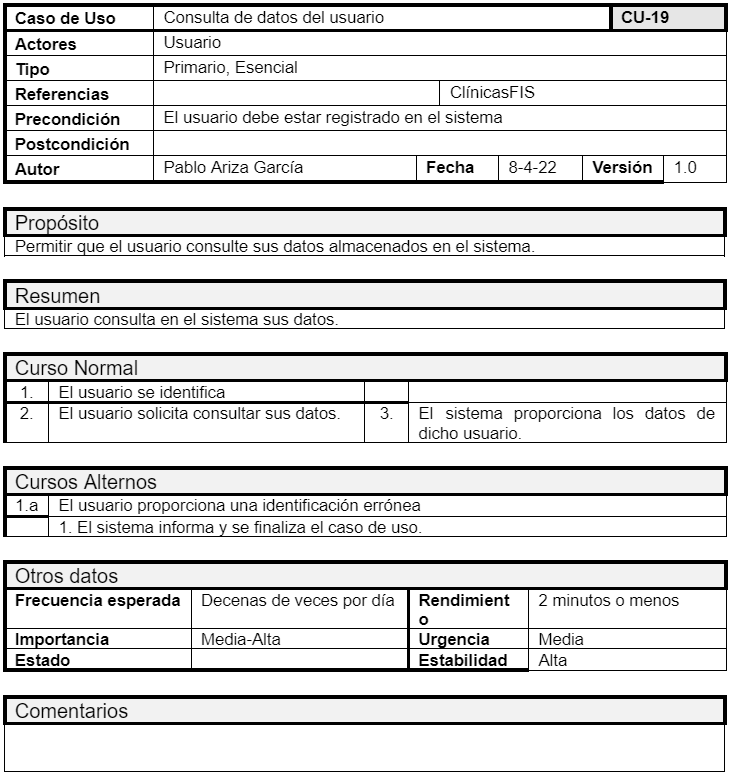 Caso de Uso Consulta de datos del usuario CU-19
Actores Usuario
Tipo Primario, Esencial
Referencias ClínicasFIS
Precondición El usuario debe estar registrado en el sistema
Postcondición
Autor Pablo Ariza García Fecha 8-4-22 Versión 1.0
Propósito
Permitir que el usuario consulte sus datos almacenados en el sistema.
Resumen
El usuario consulta en el sistema sus datos.
Curso Normal
1. El usuario se identifica
2. El usuario solicita consultar sus datos. 3. El sistema proporciona los datos de
dicho usuario.
Cursos Alternos
1.a El usuario proporciona una identificación errónea
1. El sistema informa y se finaliza el caso de uso.
Otros datos
Frecuencia esperada Decenas de veces por día Rendimient 2 minutos o menos
o
Importancia Media-Alta Urgencia Media
Estado Estabilidad Alta
Comentarios